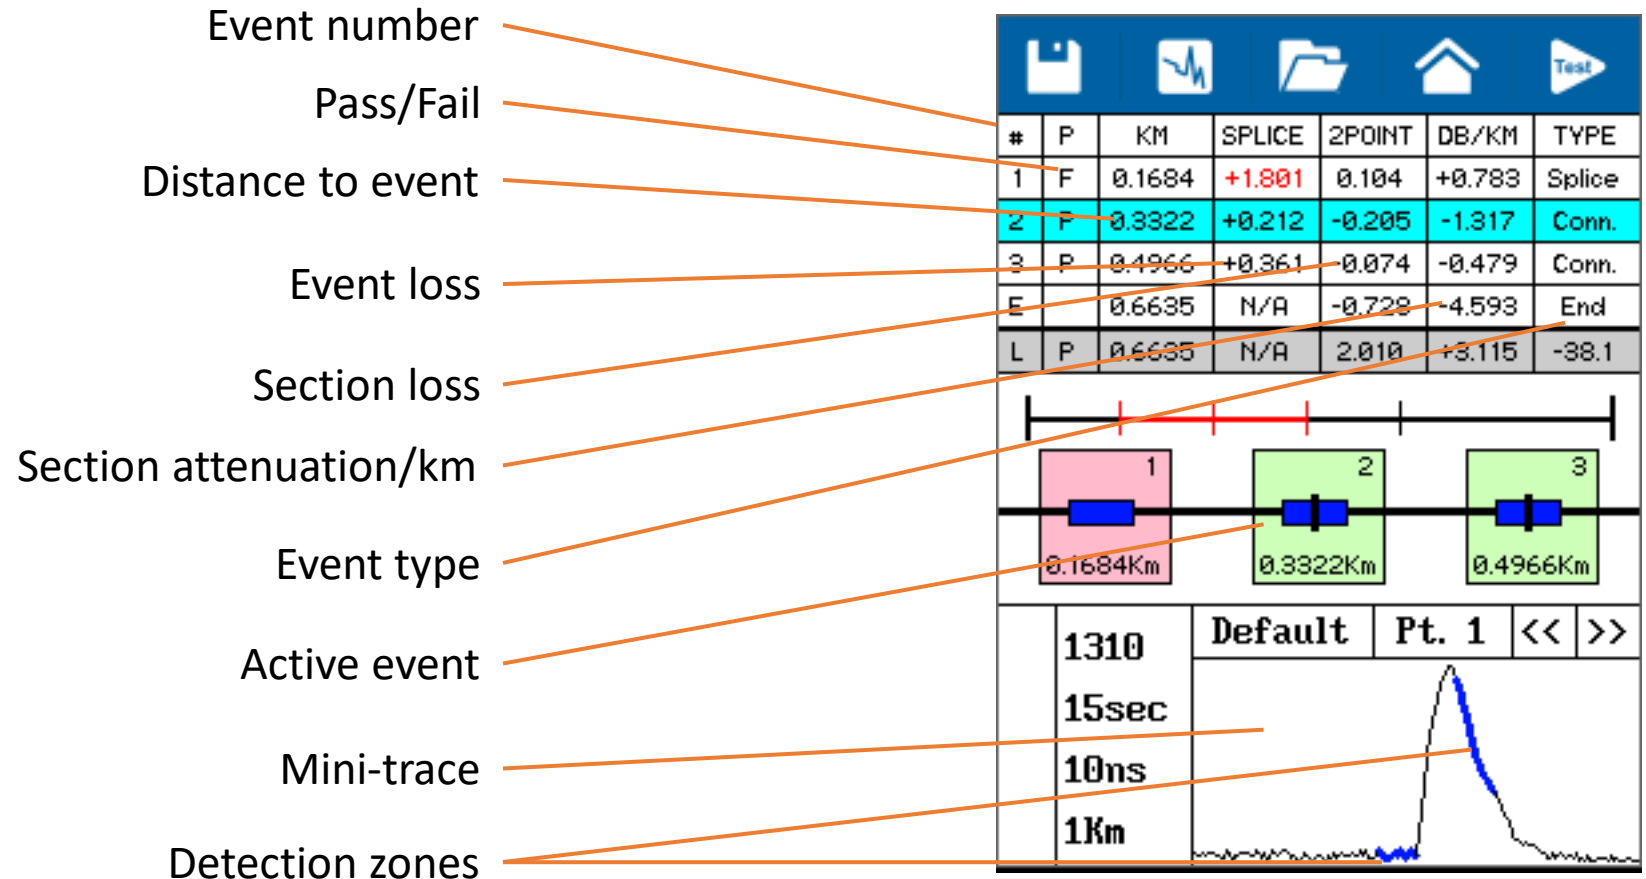 Event number
Pass/Fail
Distance to event
Event loss
Section loss
Section attenuation/km
Event type
Active event
Mini-trace
Detection zones
Test
# P KM SPLICE 2POINT DB/KM TYPE
1 F 0.1684 +1.801 0.104 +0.783 Splice
2 P 0.3322 +0.212 -0.205 -1.317 Conn.
3 P 0.4966 +0.361 -0.074 -0.479 Conn.
E 0.6635 N/A -0.728 -4.593 End
L P 0.6635 N/A 2.010 +3.115 -38.1
1 2 3
0.1684Km 0.3322Km 0.4966Km
Default Pt. 1 << >>
1310
15sec
10ns
1Km